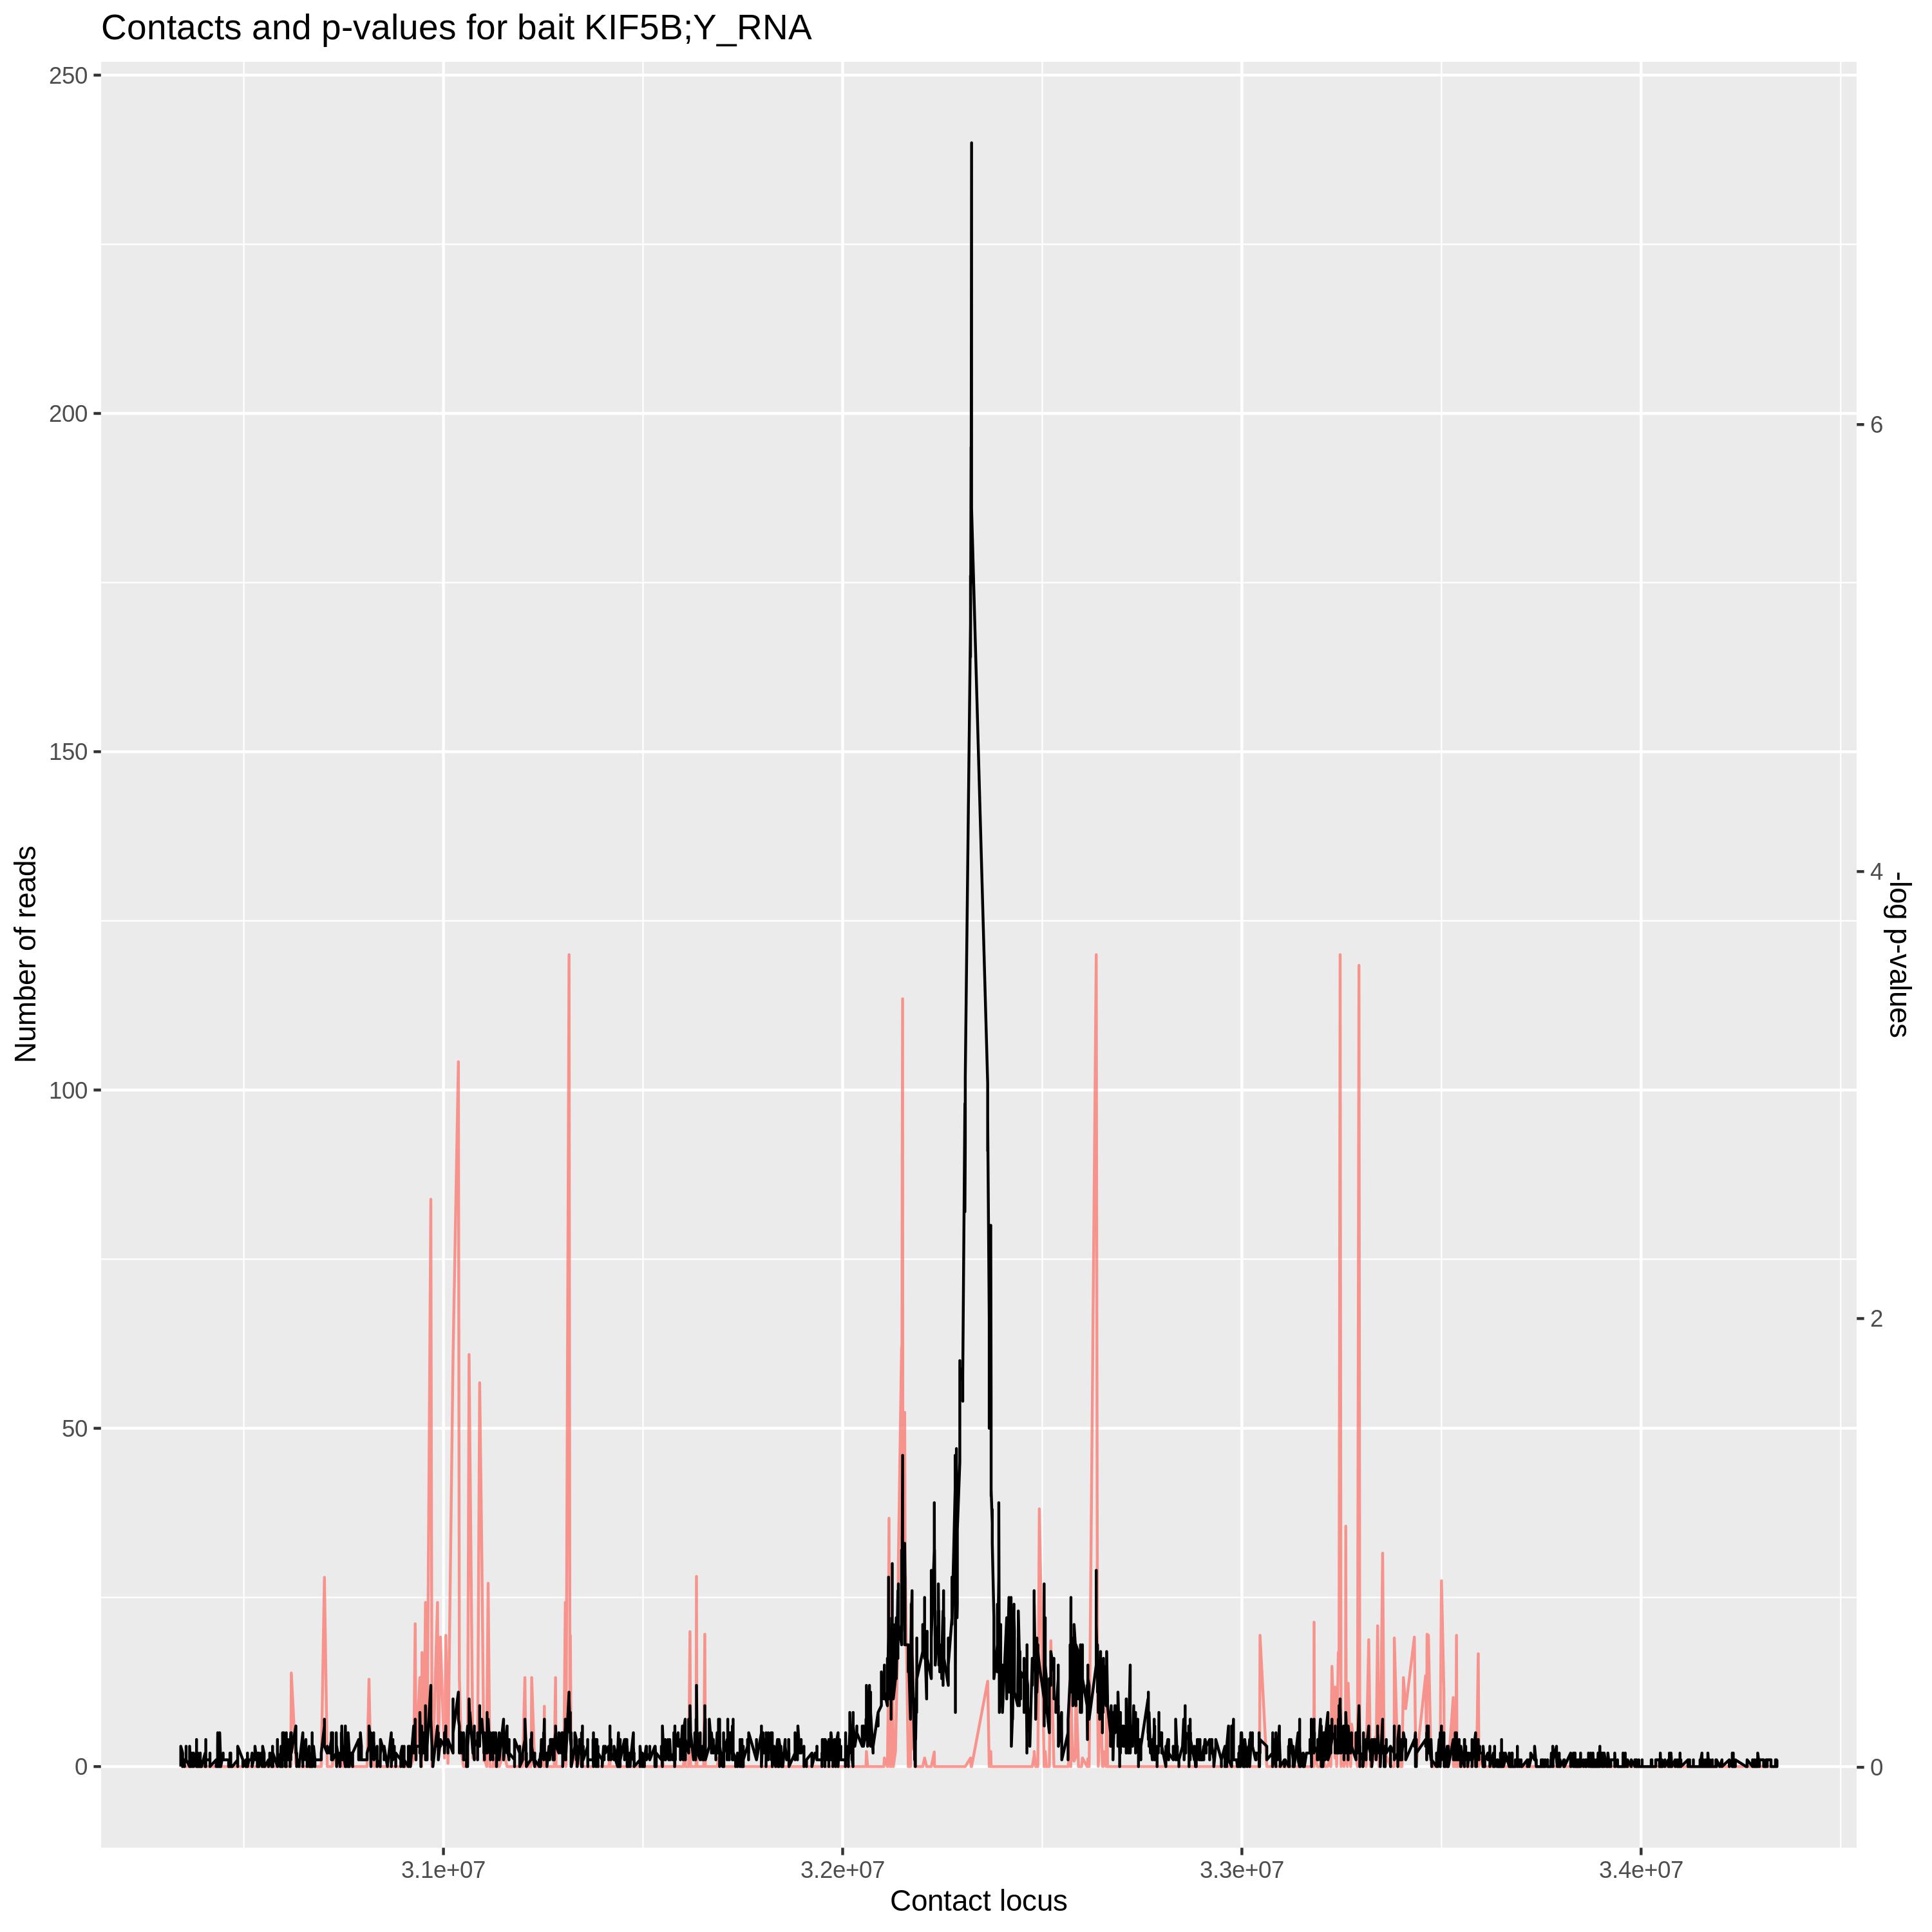 Contacts and p-values for bait KIF5B;Y_RNA
250
200
150
100
50
0
Number of reads
6
4
2
0
-log p-values
3.1e+07
3.2e+07
3.3e+07
3.4e+07
Contact locus